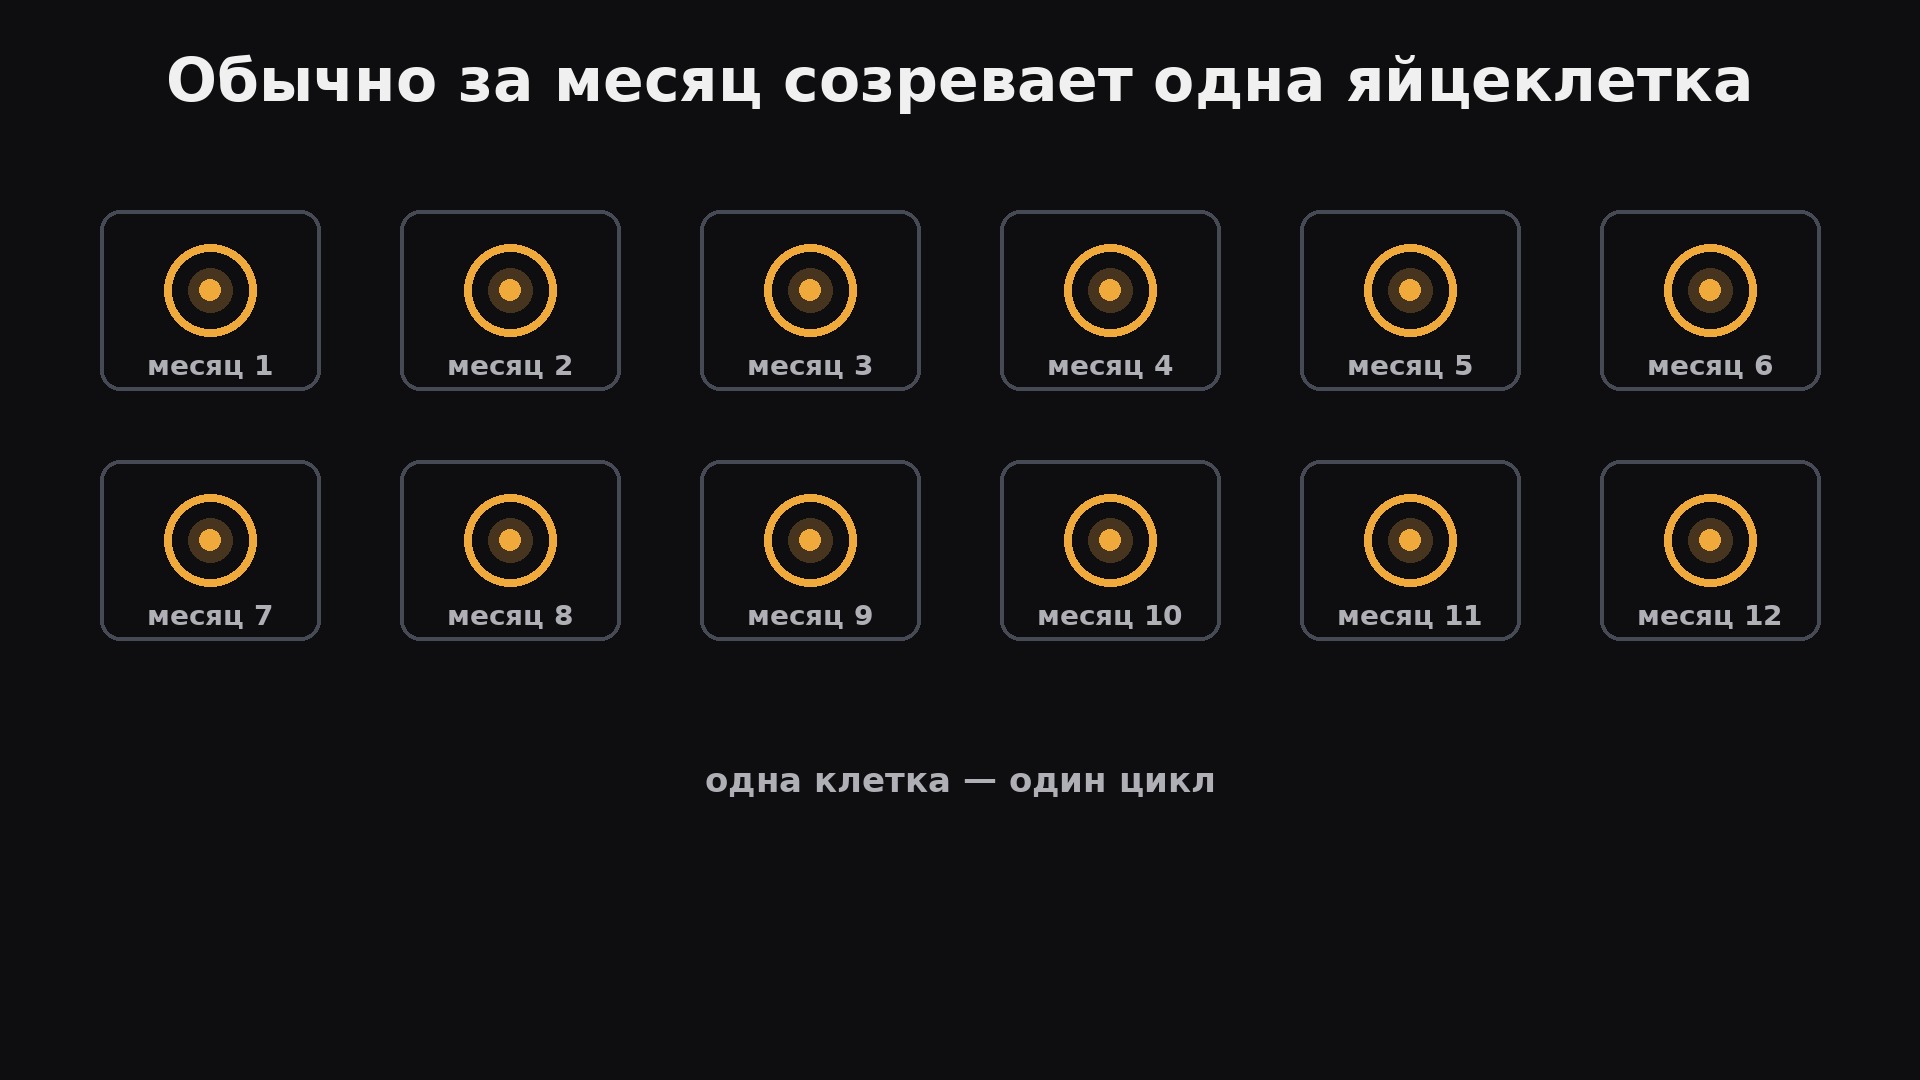 Обычно за месяц созревает одна яйцеклетка
месяц 1
месяц 2
месяц 3
месяц 4
месяц 5
месяц 6
месяц 7
месяц 8
месяц 9
месяц 10
месяц 11
месяц 12
одна клетка — один цикл